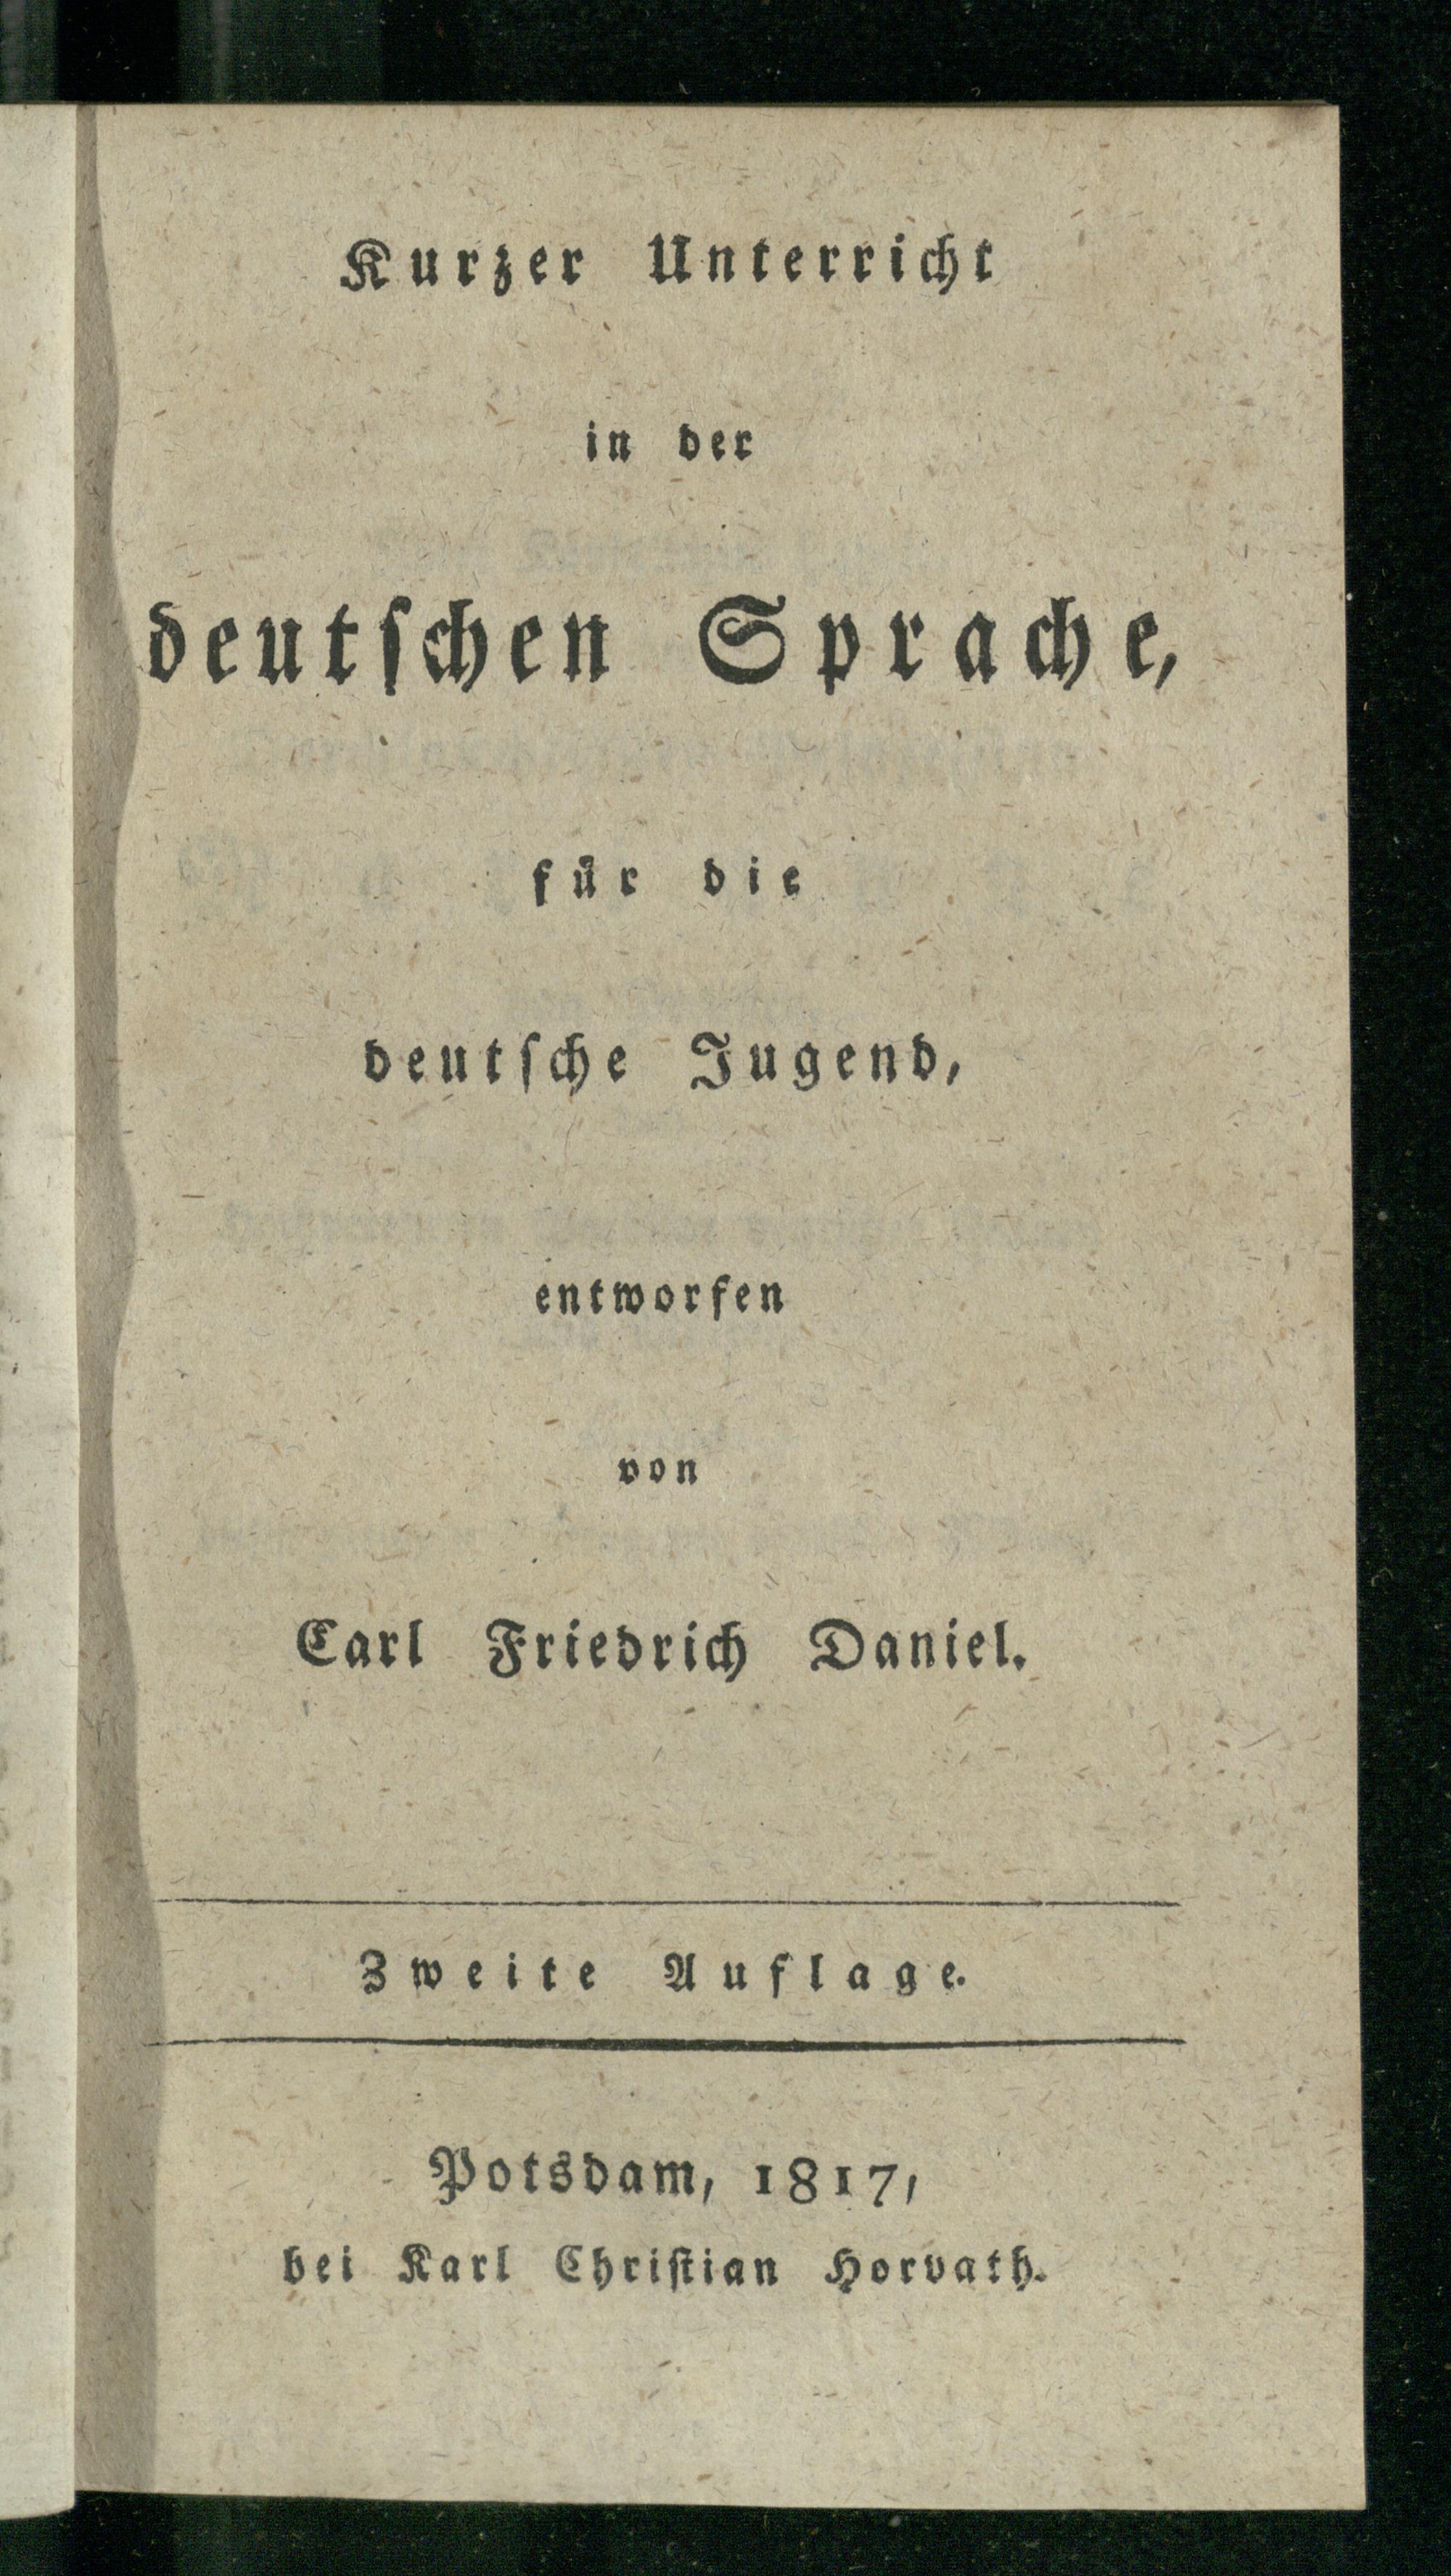 Kurzer Unterricht
in der
deutschen Sprache,
für die
deutsche Jugend,
entworfen
von
Carl Friedrich Daniel.
Zweite Auflage.
Potsdam, 1817,
bei Karl Christian Horvath.